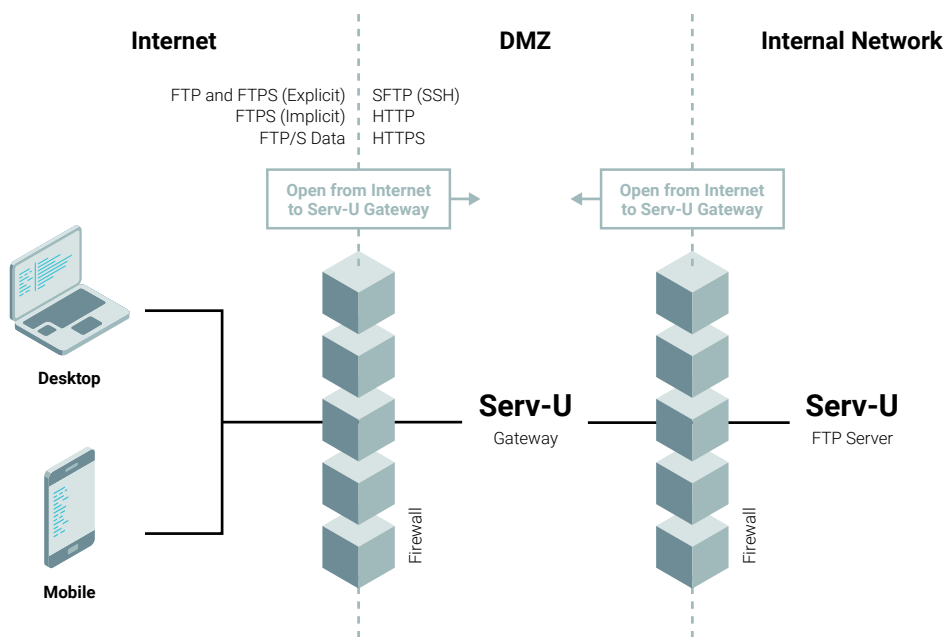 Internet
DMZ
Internal Network
FTP and FTPS (Explicit)
FTPS (Implicit)
FTP/S Data
SFTP (SSH)
HTTP
HTTPS
Open from Internet
to Serv-U Gateway
Open from Internet
to Serv-U Gateway
Desktop
Mobile
Firewall
Serv-U
Gateway
Firewall
Serv-U
FTP Server